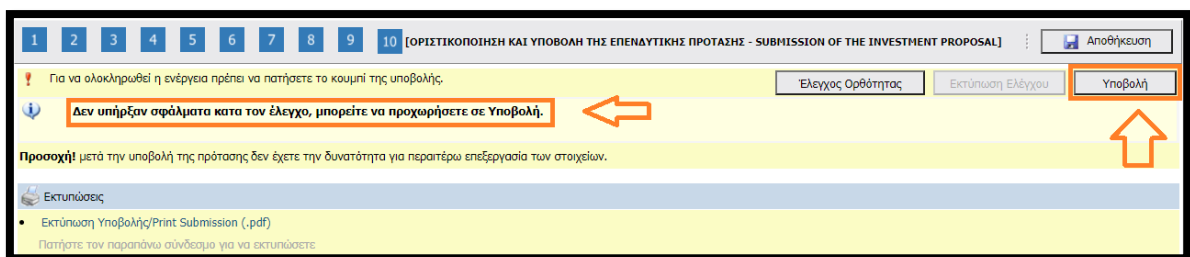 1 2 3 4 5 6 7 8 9 10 [ΟΡΙΣΤΙΚΟΠΟΙΗΣΗ ΚΑΙ ΥΠΟΒΟΛΗ ΤΗΣ ΕΠΕΝΔΥΤΙΚΗΣ ΠΡΟΤΑΣΗΣ - SUBMISSION OF THE INVESTMENT PROPOSAL] Αποθήκευση
Για να ολοκληρωθεί η ενέργεια πρέπει να πατήσετε το κουμπί της υποβολής. Έλεγχος Ορθότητας Εκτύπωση Ελέγχου Υποβολή
Δεν υπήρξαν σφάλματα κατα τον έλεγχο, μπορείτε να προχωρήσετε σε Υποβολή.
Προσοχή! μετά την υποβολή της πρότασης δεν έχετε την δυνατότητα για περαιτέρω επεξεργασία των στοιχείων.
Εκτυπώσεις
• Εκτύπωση Υποβολής/Print Submission (.pdf)
Πατήστε τον παραπάνω σύνδεσμο για να εκτυπώσετε